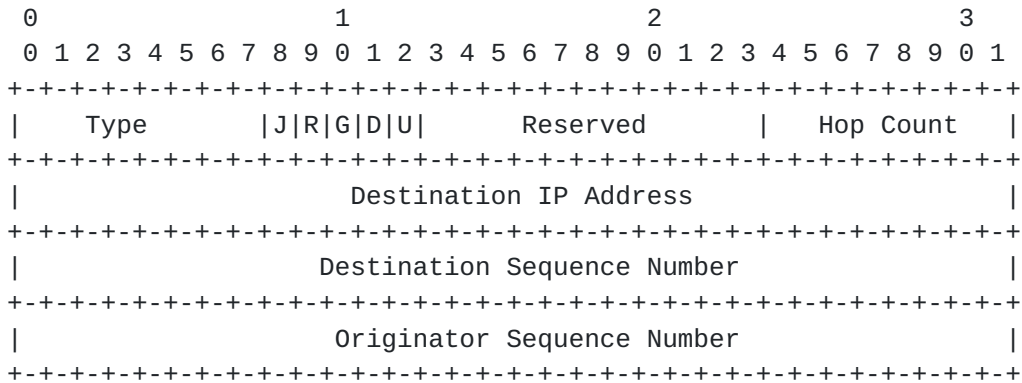 0                   1                   2                   3
 0 1 2 3 4 5 6 7 8 9 0 1 2 3 4 5 6 7 8 9 0 1 2 3 4 5 6 7 8 9 0 1
+-+-+-+-+-+-+-+-+-+-+-+-+-+-+-+-+-+-+-+-+-+-+-+-+-+-+-+-+-+-+-+-+
|    Type       |J|R|G|D|U|      Reserved       |   Hop Count   |
+-+-+-+-+-+-+-+-+-+-+-+-+-+-+-+-+-+-+-+-+-+-+-+-+-+-+-+-+-+-+-+-+
|                     Destination IP Address                    |
+-+-+-+-+-+-+-+-+-+-+-+-+-+-+-+-+-+-+-+-+-+-+-+-+-+-+-+-+-+-+-+-+
|                   Destination Sequence Number                 |
+-+-+-+-+-+-+-+-+-+-+-+-+-+-+-+-+-+-+-+-+-+-+-+-+-+-+-+-+-+-+-+-+
|                    Originator Sequence Number                 |
+-+-+-+-+-+-+-+-+-+-+-+-+-+-+-+-+-+-+-+-+-+-+-+-+-+-+-+-+-+-+-+-+